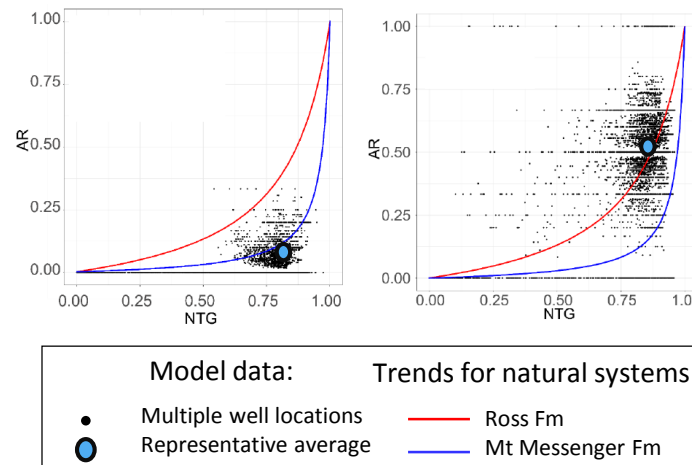 1.00
0.75
0.50
0.25
0.00
AR
0.00 0.25 0.50 0.75 1.00
NTG
1.00
0.75
0.50
0.25
0.00
AR
0.00 0.25 0.50 0.75 1.0
NTG
Model data: Trends for natural systems
Multiple well locations Ross Fm
Representative average Mt Messenger Fm